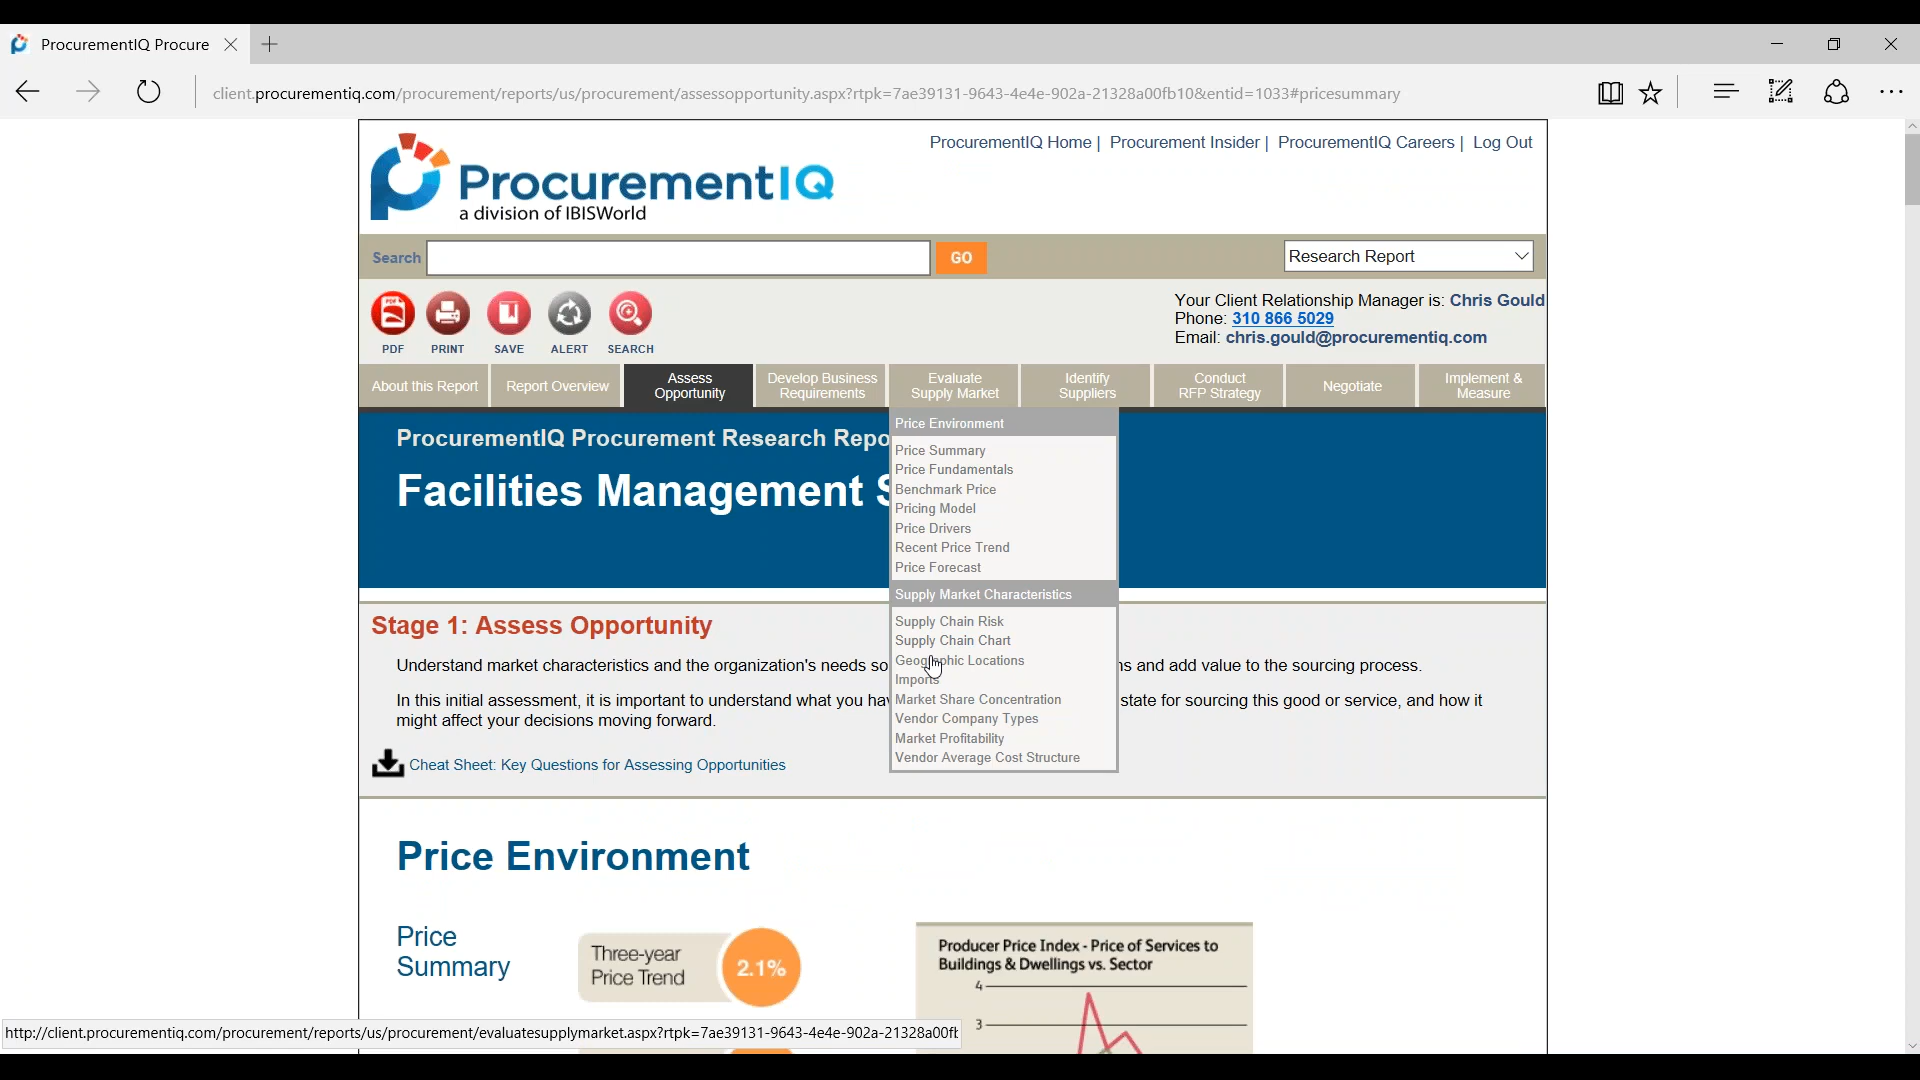 ProcurementIQ Procure
client.procurementiq.com/procurement/reports/us/procurement/assessopportunity.aspx?rtpk=7ae39131-9643-4e4e-902a-21328a00fb10&entid=1033#pricesummary
ProcurementIQ Home | Procurement Insider | ProcurementIQ Careers | Log Out
ProcurementIQ
a division of IBISWorld
Search GO Research Report
Your Client Relationship Manager is: Chris Gould
Phone: 310 866 5029
Email: chris.gould@procurementiq.com
PDF PRINT SAVE ALERT SEARCH
About this Report
Report Overview
Assess
Opportunity
Develop Business
Requirements
Evaluate
Supply Market
Identify
Suppliers
Conduct
RFP Strategy
Negotiate
Implement &
Measure
ProcurementIQ Procurement Research Repo
Facilities Management S
Price Environment
Price Summary
Price Fundamentals
Benchmark Price
Pricing Model
Price Drivers
Recent Price Trend
Price Forecast
Supply Market Characteristics
Supply Chain Risk
Supply Chain Chart
Geographic Locations
Imports
Market Share Concentration
Vendor Company Types
Market Profitability
Vendor Average Cost Structure
Stage 1: Assess Opportunity
Understand market characteristics and the organization's needs so and add value to the sourcing process.
In this initial assessment, it is important to understand what you state for sourcing this good or service, and how it
might affect your decisions moving forward.
Cheat Sheet: Key Questions for Assessing Opportunities
Price Environment
Price
Summary
Three-year
Price Trend
2.1%
Producer Price Index - Price of Services to
Buildings & Dwellings vs. Sector
4
3
http://client.procurementiq.com/procurement/reports/us/procurement/evaluatesupplymarket.aspx?rtpk=7ae39131-9643-4e4e-902a-21328a00ft